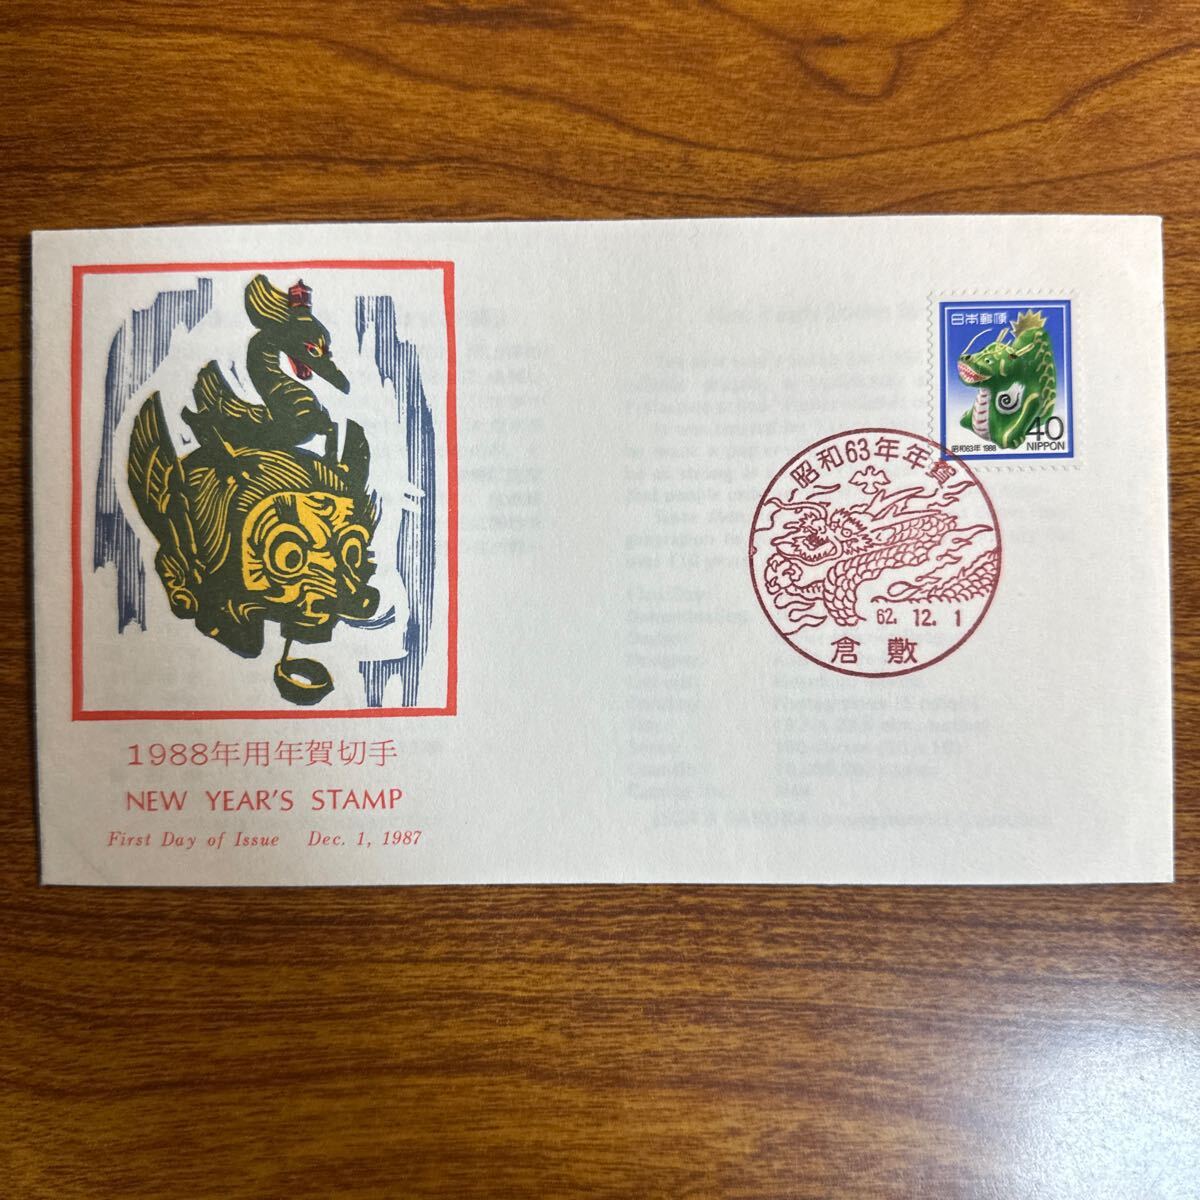 日本郵便
昭和63年 1988
40
NIPPON
昭和63年年賀
62. 12. 1
倉敷
1988年用年賀切手
NEW YEAR'S STAMP
First Day of Issue Dec. 1, 1987